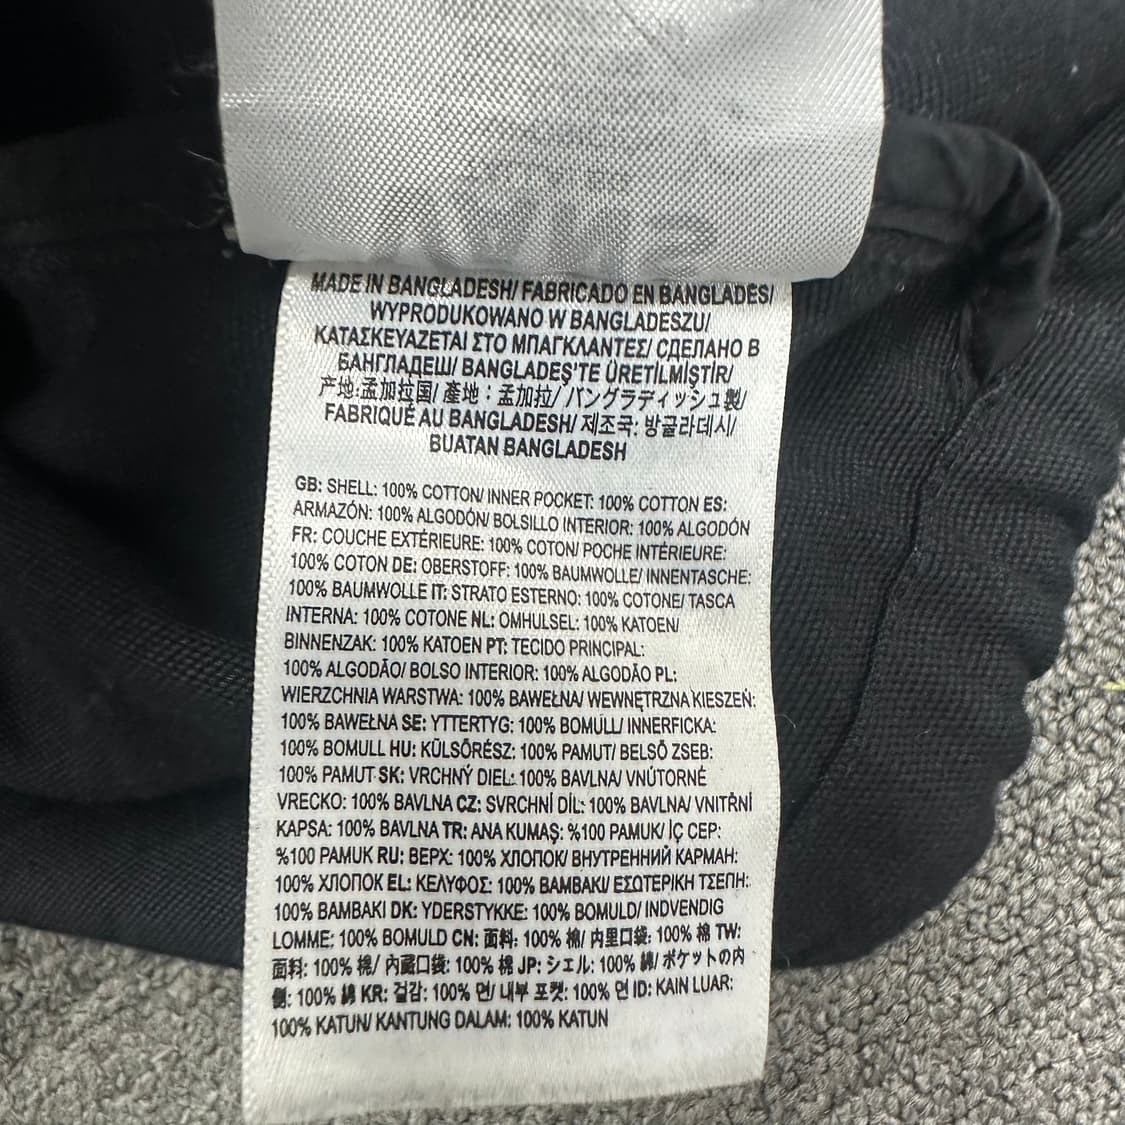 MADE IN BANGLADESH/ FABRICADO EN BANGLADÉS/
WYPRODUKOWANO W BANGLADESZU/
ΚΑΤΑΣΚΕΥΑΖΕΤΑΙ ΣΤΟ ΜΠΑΓΚΛΑΝΤΕΣ/ СДЕЛАНО В
БАНГЛАДЕШ/ BANGLADEŞ'TE ÜRETİLMİŞTİR/
产地:孟加拉国/ 產地：孟加拉/ バングラディッシュ製/
FABRIQUÉ AU BANGLADESH/ 제조국: 방글라데시/
BUATAN BANGLADESH
GB: SHELL: 100% COTTON/ INNER POCKET: 100% COTTON ES:
ARMAZÓN: 100% ALGODÓN/ BOLSILLO INTERIOR: 100% ALGODÓN
FR: COUCHE EXTÉRIEURE: 100% COTON/ POCHE INTÉRIEURE:
100% COTON DE: OBERSTOFF: 100% BAUMWOLLE/ INNENTASCHE:
100% BAUMWOLLE IT: STRATO ESTERNO: 100% COTONE/ TASCA
INTERNA: 100% COTONE NL: OMHULSEL: 100% KATOEN/
BINNENZAK: 100% KATOEN PT: TECIDO PRINCIPAL:
100% ALGODÃO/ BOLSO INTERIOR: 100% ALGODÃO PL:
WIERZCHNIA WARSTWA: 100% BAWEŁNA/ WEWNĘTRZNA KIESZEŃ:
100% BAWEŁNA SE: YTTERTYG: 100% BOMULL/ INNERFICKA:
100% BOMULL HU: KÜLSŐRÉSZ: 100% PAMUT/ BELSŐ ZSEB:
100% PAMUT SK: VRCHNÝ DIEL: 100% BAVLNA/ VNÚTORNÉ
VRECKO: 100% BAVLNA CZ: SVRCHNÍ DÍL: 100% BAVLNA/ VNITŘNÍ
KAPSA: 100% BAVLNA TR: ANA KUMAŞ: %100 PAMUK/ İÇ CEP:
%100 PAMUK RU: ВЕРХ: 100% ХЛОПОК/ ВНУТРЕННИЙ КАРМАН:
100% ХЛОПОК EL: ΚΕΛΥΦΟΣ: 100% ΒΑΜΒΑΚΙ/ ΕΣΩΤΕΡΙΚΗ ΤΣΕΠΗ:
100% ΒΑΜΒΑΚΙ DK: YDERSTYKKE: 100% BOMULD/ INDVENDIG
LOMME: 100% BOMULD CN: 面料: 100% 棉/ 内里口袋: 100% 棉 TW:
面料: 100% 棉/ 內藏口袋: 100% 棉 JP: シェル: 100% 綿/ ポケットの内
側: 100% 綿 KR: 겉감: 100% 면/ 내부 포켓: 100% 면 ID: KAIN LUAR:
100% KATUN/ KANTUNG DALAM: 100% KATUN